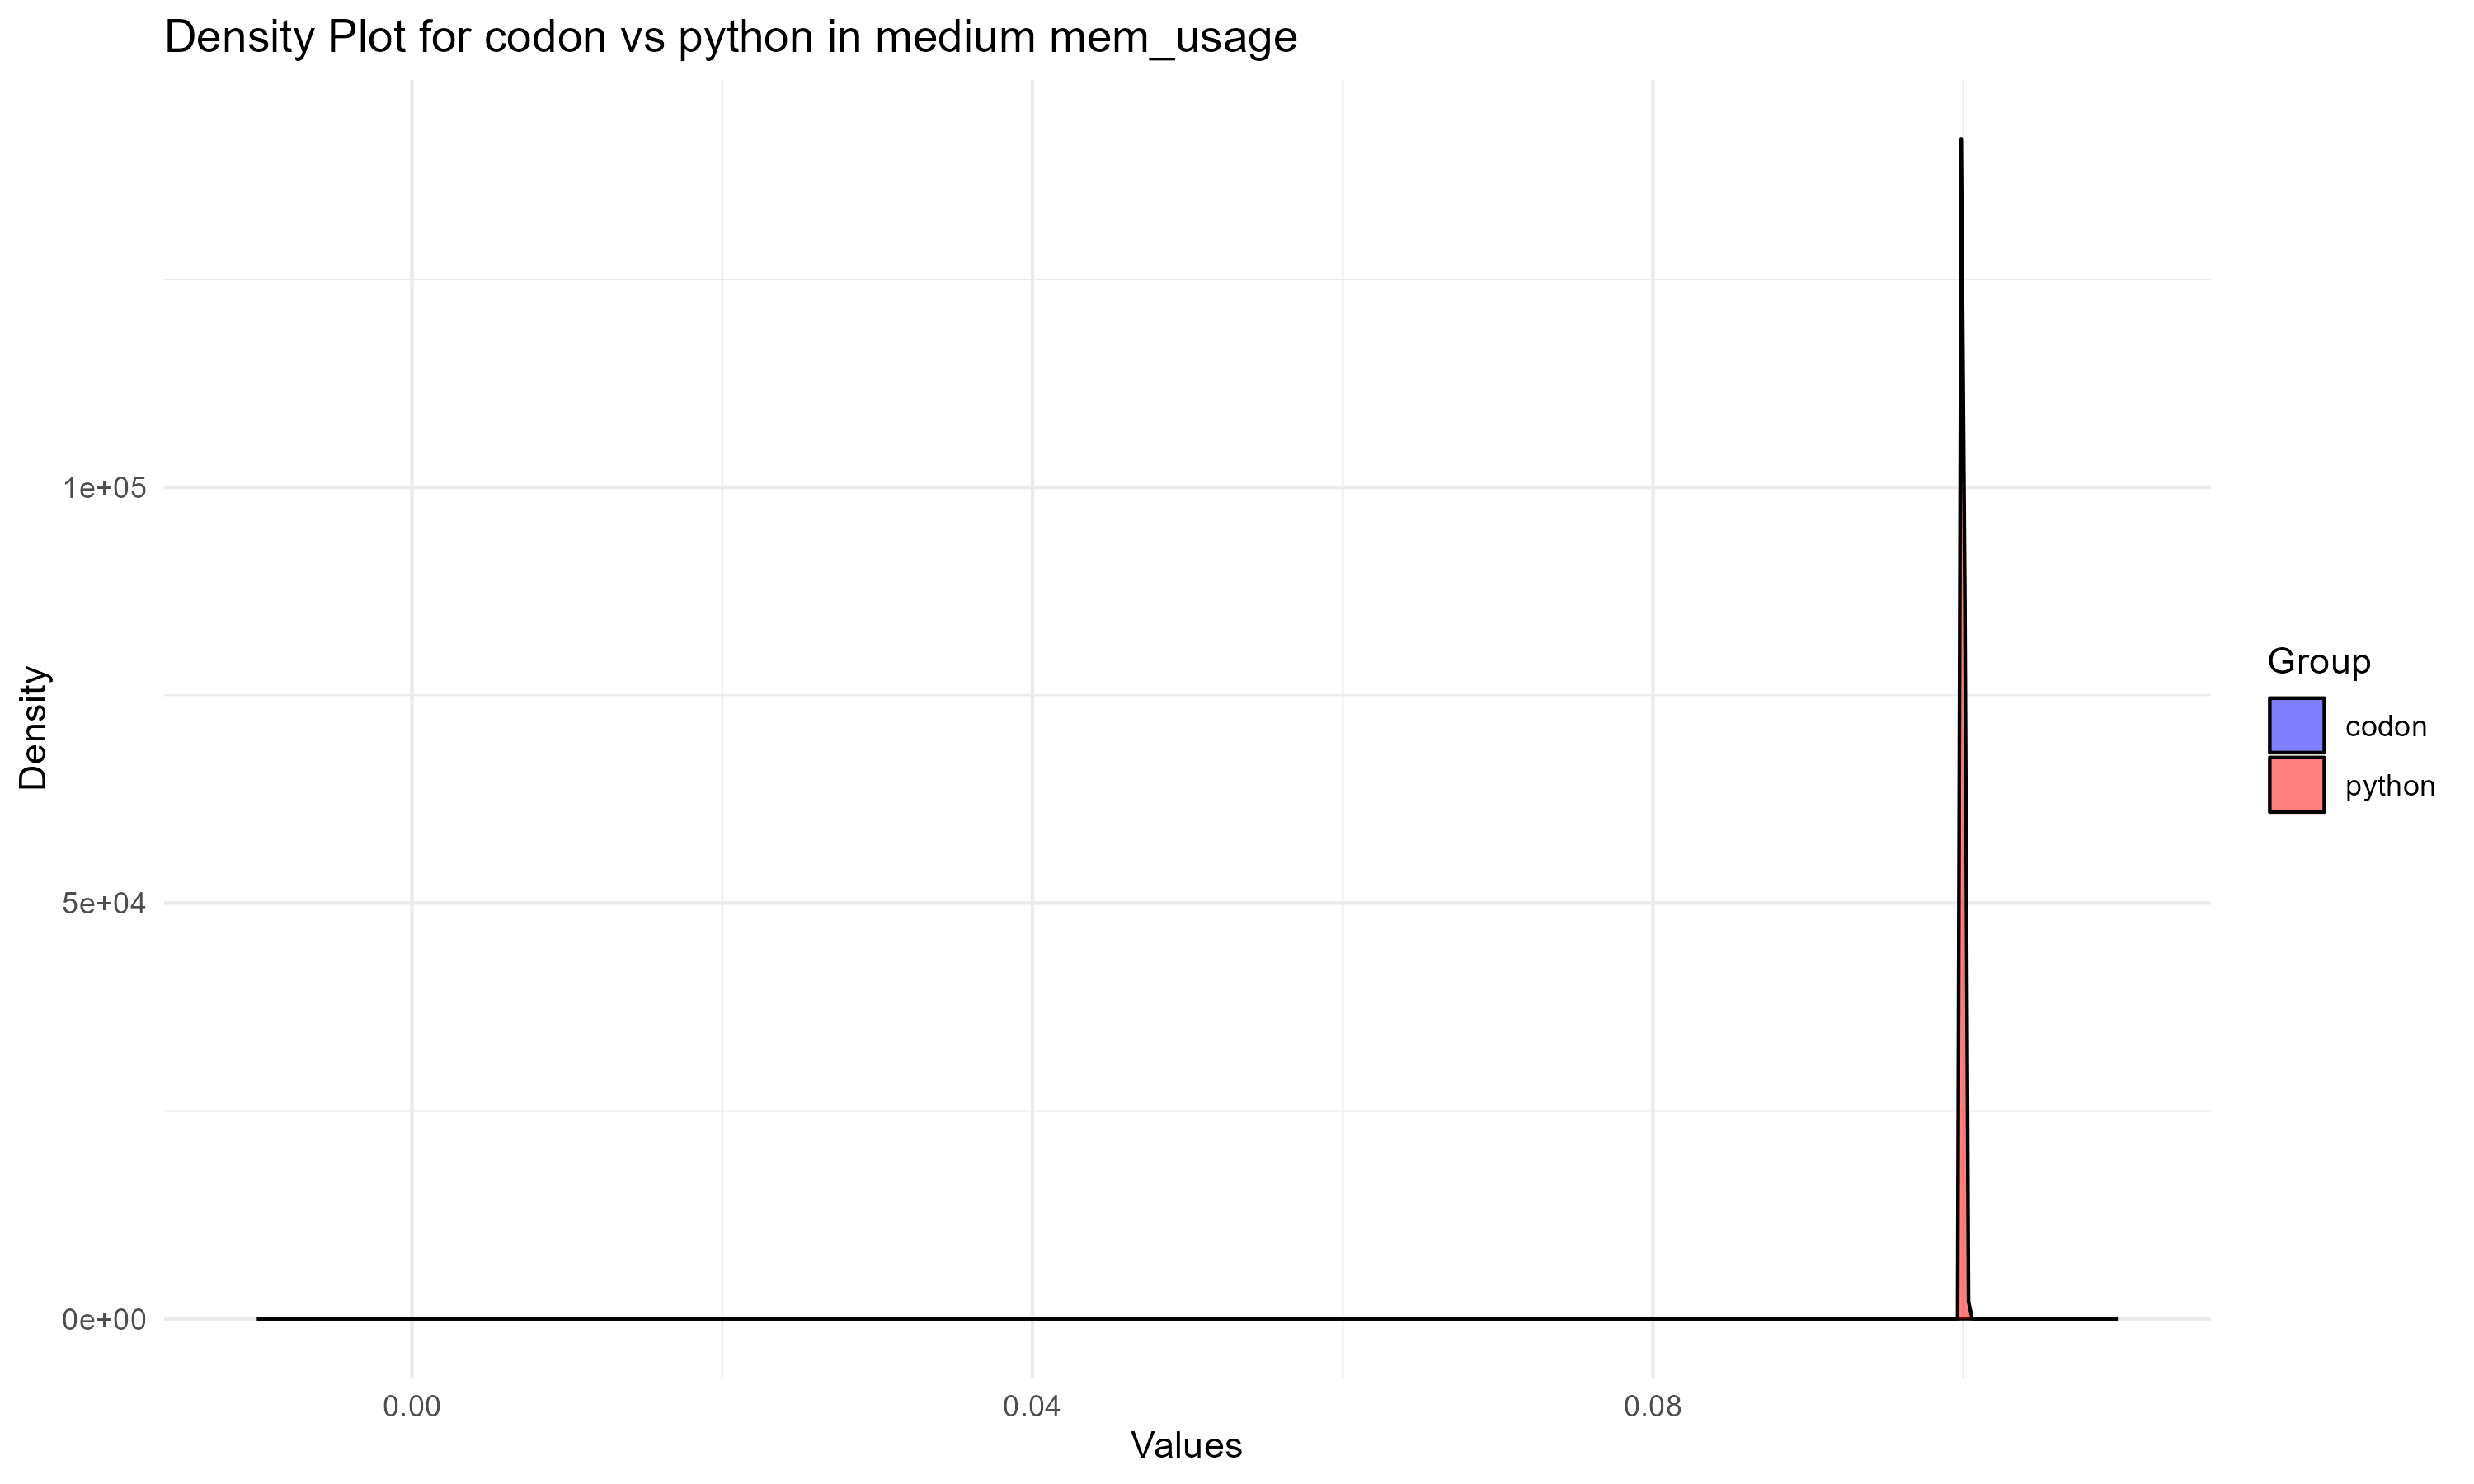 Density Plot for codon vs python in medium mem_usage
1e+05
5e+04
0e+00
Density
0.00
0.04
0.08
Values
Group
codon
python